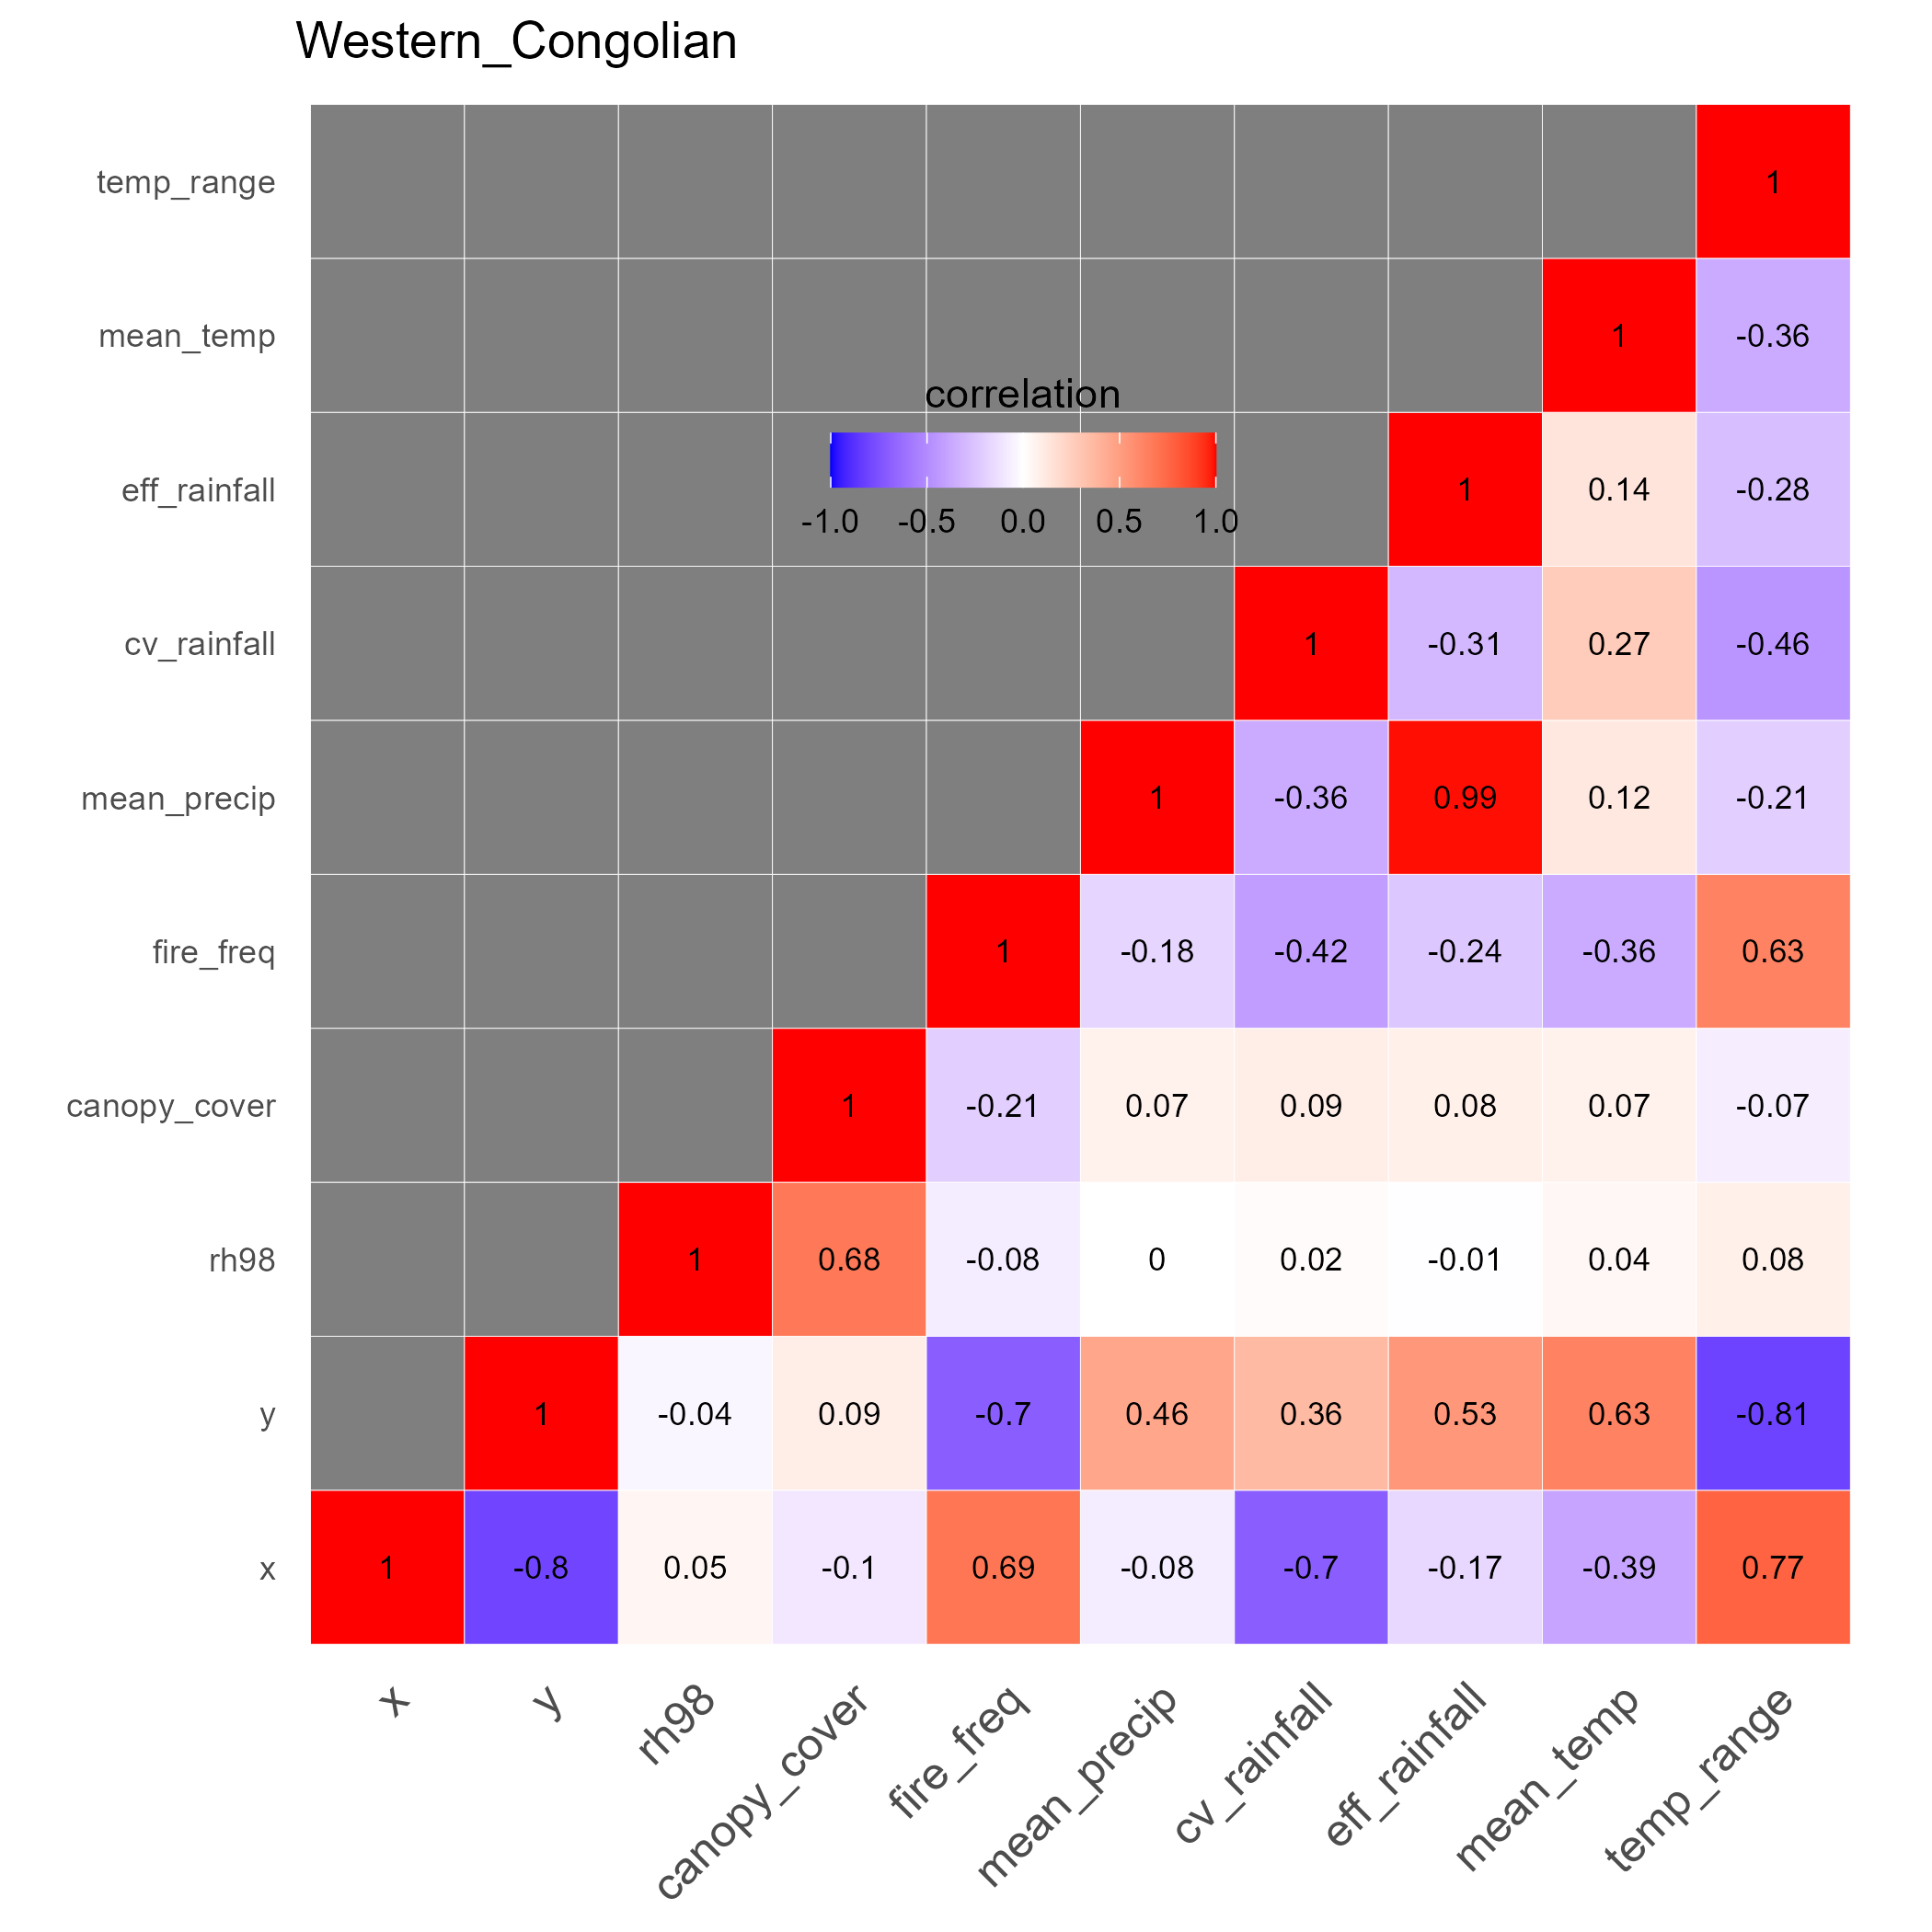 Western_Congolian
temp_range 1
mean_temp 1 -0.36
correlation
eff_rainfall 1 0.14 -0.28
-1.0 -0.5 0.0 0.5 1.0
cv_rainfall 1 -0.31 0.27 -0.46
mean_precip 1 -0.36 0.99 0.12 -0.21
fire_freq 1 -0.18 -0.42 -0.24 -0.36 0.63
canopy_cover 1 -0.21 0.07 0.09 0.08 0.07 -0.07
rh98 1 0.68 -0.08 0 0.02 -0.01 0.04 0.08
y 1 -0.04 0.09 -0.7 0.46 0.36 0.53 0.63 -0.81
x 1 -0.8 0.05 -0.1 0.69 -0.08 -0.7 -0.17 -0.39 0.77
x y rh98 canopy_cover fire_freq mean_precip cv_rainfall eff_rainfall mean_temp temp_range